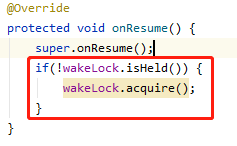 @Override
protected void onResume() {
super.onResume();
if(!wakeLock.isHeld()) {
wakeLock.acquire();
}
}